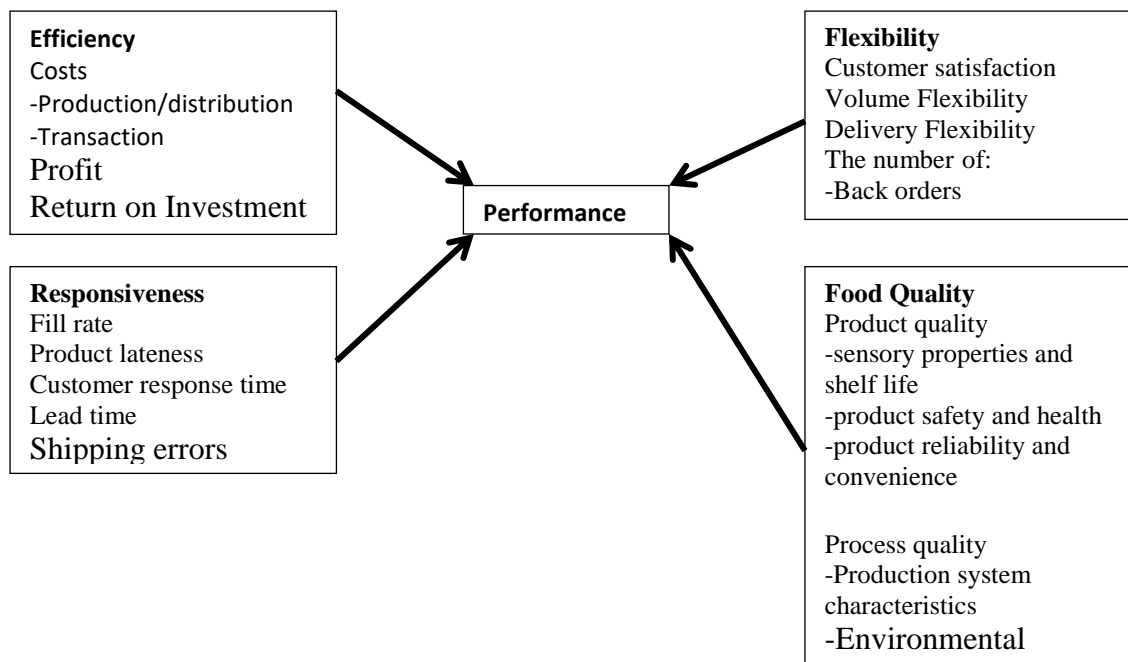 Efficiency
Costs
-Production/distribution
-Transaction
Profit
Return on Investment
Flexibility
Customer satisfaction
Volume Flexibility
Delivery Flexibility
The number of:
-Back orders
Performance
Responsiveness
Fill rate
Product lateness
Customer response time
Lead time
Shipping errors
Food Quality
Product quality
-sensory properties and
shelf life
-product safety and health
-product reliability and
convenience
Process quality
-Production system
characteristics
-Environmental